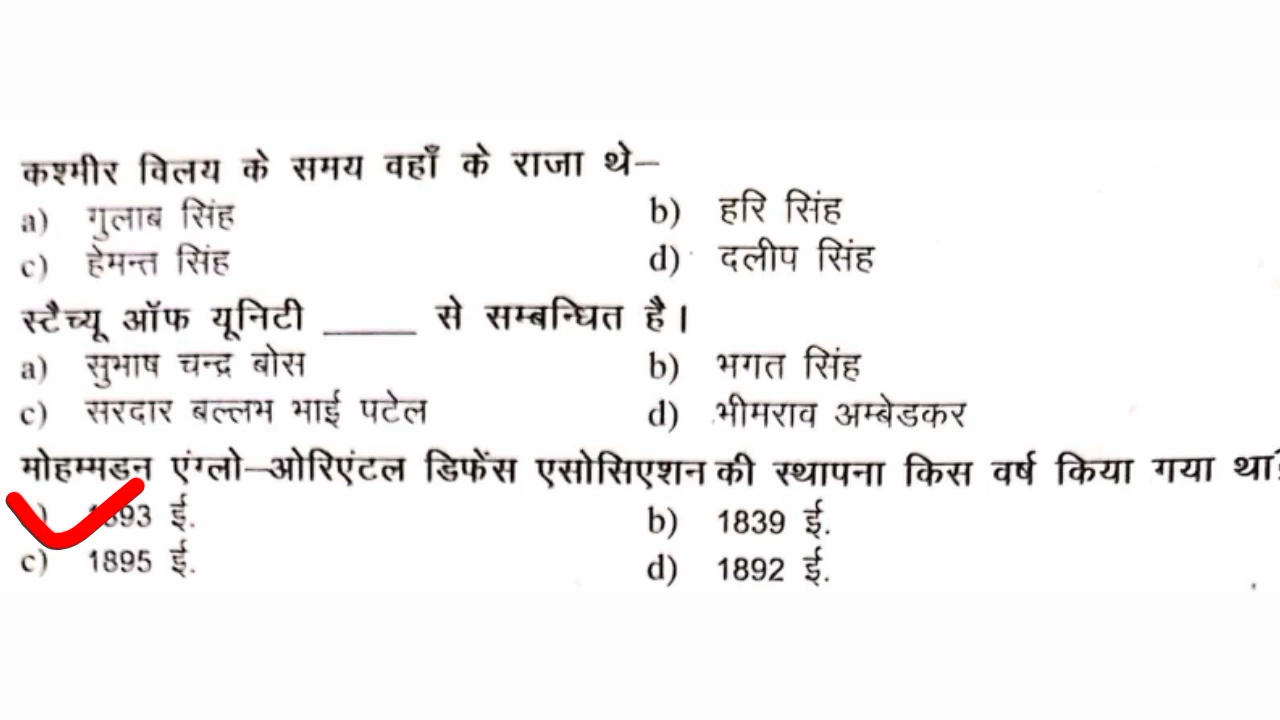 कश्मीर विलय के समय वहाँ के राजा थे–
a) गुलाब सिंह b) हरि सिंह
c) हेमन्त सिंह d) दलीप सिंह
स्टैच्यू ऑफ यूनिटी _____ से सम्बन्धित है।
a) सुभाष चन्द्र बोस b) भगत सिंह
c) सरदार बल्लभ भाई पटेल d) भीमराव अम्बेडकर
मोहम्मडन एंग्लो–ओरिएंटल डिफेंस एसोसिएशन की स्थापना किस वर्ष किया गया था?
1893 ई. b) 1839 ई.
c) 1895 ई. d) 1892 ई.